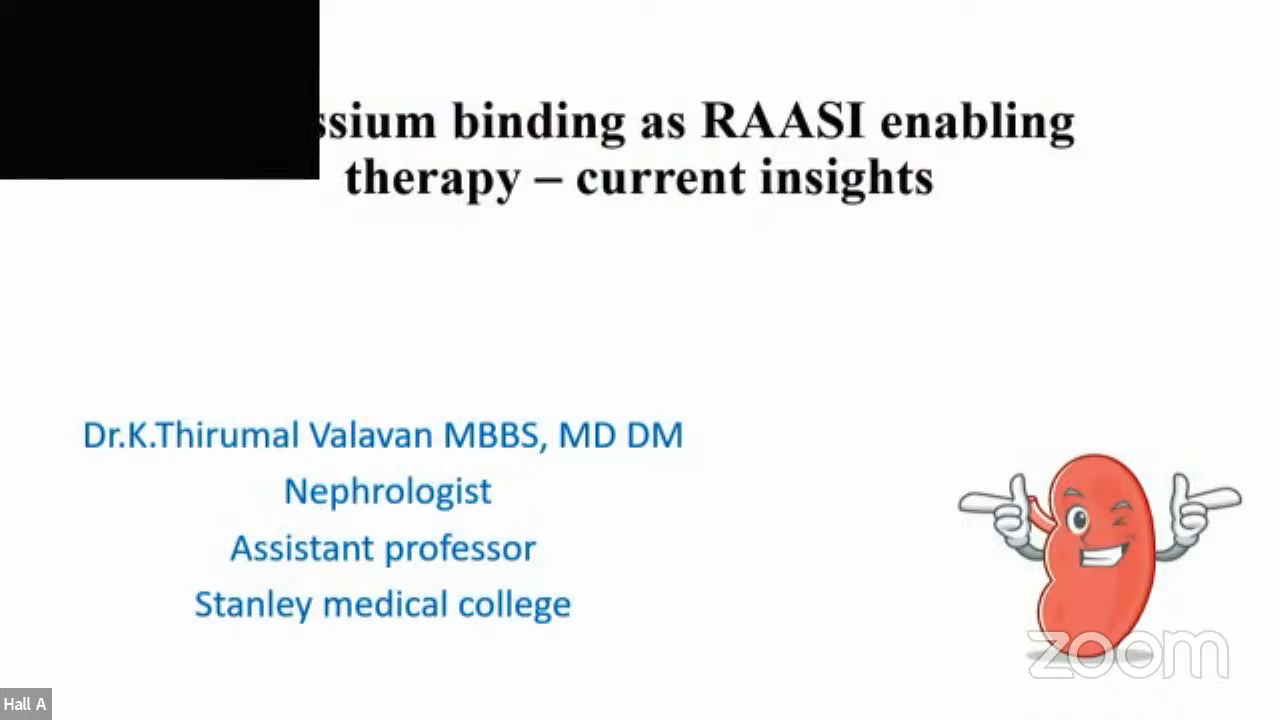 ssium binding as RAASI enabling
therapy – current insights
Dr.K.Thirumal Valavan MBBS, MD DM
Nephrologist
Assistant professor
Stanley medical college
zoom
Hall A